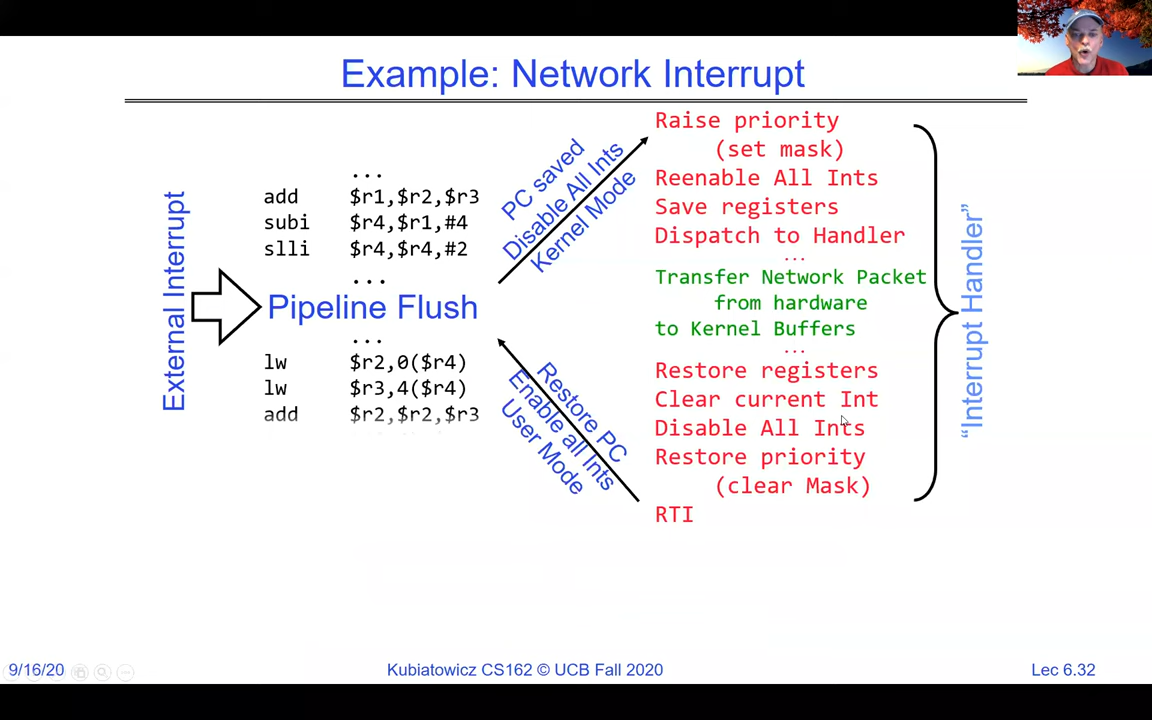 Example: Network Interrupt
External Interrupt
...
add $r1,$r2,$r3
subi $r4,$r1,#4
slli $r4,$r4,#2
...
Pipeline Flush
...
lw $r2,0($r4)
lw $r3,4($r4)
add $r2,$r2,$r3
PC saved
Disable All Ints
Kernel Mode
Raise priority
(set mask)
Reenable All Ints
Save registers
Dispatch to Handler
...
Transfer Network Packet
from hardware
to Kernel Buffers
...
Restore registers
Clear current Int
Disable All Ints
Restore priority
(clear Mask)
RTI
Restore PC
Enable all Ints
User Mode
“Interrupt Handler”
9/16/20
Kubiatowicz CS162 © UCB Fall 2020
Lec 6.32